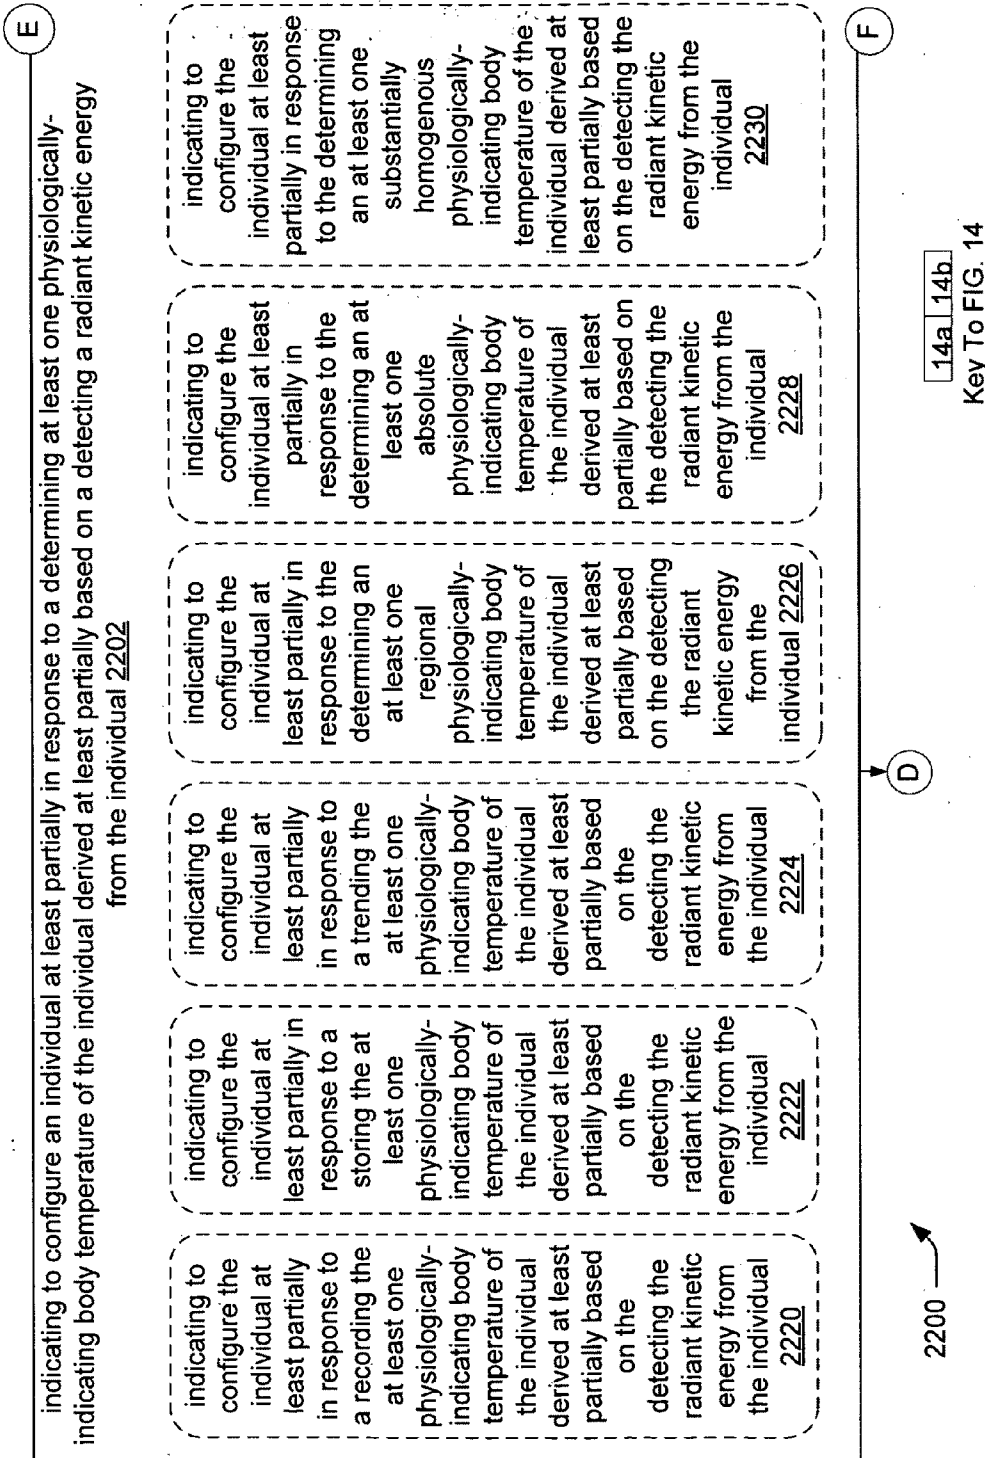 E
indicating to configure an individual at least partially in response to a determining at least one physiologically-
indicating body temperature of the individual derived at least partially based on a detecting a radiant kinetic energy
from the individual 2202
indicating to
configure the
individual at
least partially
in response to
a recording the
at least one
physiologically-
indicating body
temperature of
the individual
derived at least
partially based
on the
detecting the
radiant kinetic
energy from
the individual
2220
indicating to
configure the
individual at
least partially in
response to a
storing the at
least one
physiologically-
indicating body
temperature of
the individual
derived at least
partially based
on the
detecting the
radiant kinetic
energy from the
individual
2222
indicating to
configure the
individual at
least partially
in response to
a trending the
at least one
physiologically-
indicating body
temperature of
the individual
derived at least
partially based
on the
detecting the
radiant kinetic
energy from
the individual
2224
indicating to
configure the
individual at
least partially in
response to the
determining an
at least one
regional
physiologically-
indicating body
temperature of
the individual
derived at least
partially based
on the detecting
the radiant
kinetic energy
from the
individual 2226
indicating to
configure the
individual at least
partially in
response to the
determining an at
least one
absolute
physiologically-
indicating body
temperature of
the individual
derived at least
partially based on
the detecting the
radiant kinetic
energy from the
individual
2228
indicating to
configure the
individual at least
partially in response
to the determining
an at least one
substantially
homogenous
physiologically-
indicating body
temperature of the
individual derived at
least partially based
on the detecting the
radiant kinetic
energy from the
individual
2230
F
D
2200
14a 14b
Key To FIG. 14